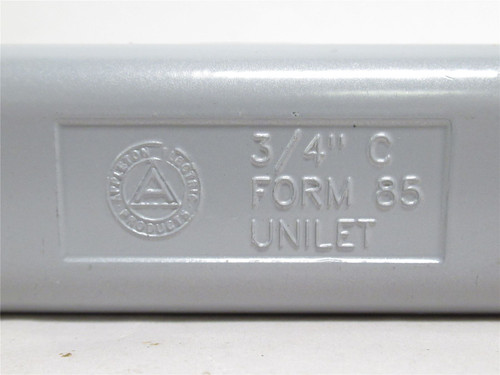 APPLETON ELECTRIC
A
PRODUCTS
3/4" C
FORM 85
UNILET